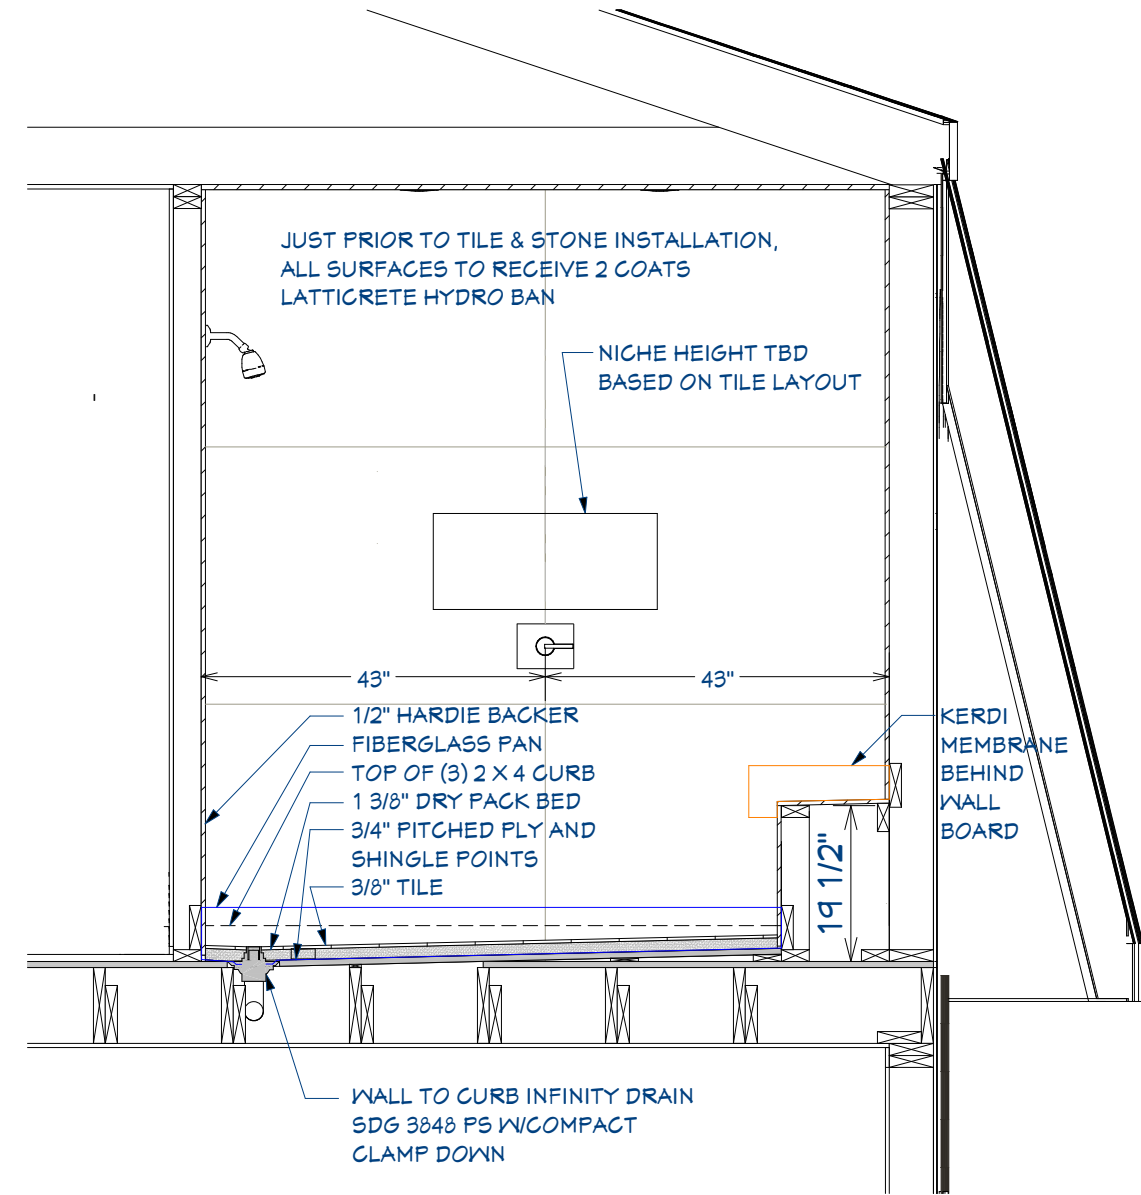 JUST PRIOR TO TILE & STONE INSTALLATION,
ALL SURFACES TO RECEIVE 2 COATS
LATTICRETE HYDRO BAN
NICHE HEIGHT TBD
BASED ON TILE LAYOUT
43"
43"
1/2" HARDIE BACKER
FIBERGLASS PAN
TOP OF (3) 2 X 4 CURB
1 3/8" DRY PACK BED
3/4" PITCHED PLY AND
SHINGLE POINTS
3/8" TILE
KERDI
MEMBRANE
BEHIND
WALL
BOARD
19 1/2"
WALL TO CURB INFINITY DRAIN
SDG 3848 PS W/COMPACT
CLAMP DOWN